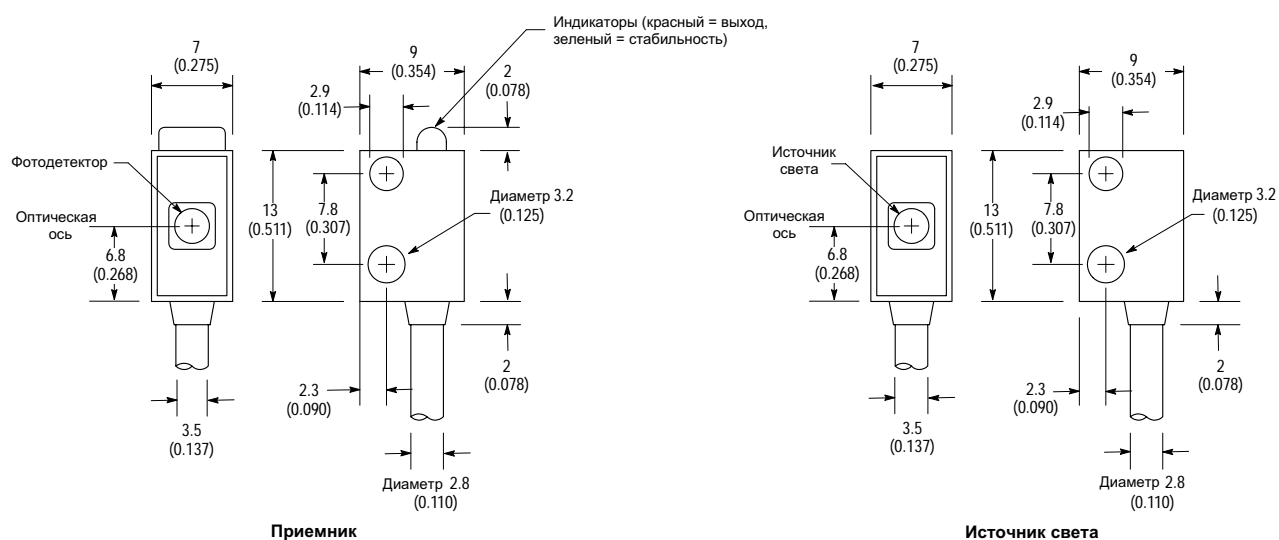 Индикаторы (красный = выход,
зеленый = стабильность)
7
(0.275)
9
(0.354)
2
(0.078)
2.9
(0.114)
Фотодетектор
Оптическая
ось
6.8
(0.268)
13
(0.511)
7.8
(0.307)
Диаметр 3.2
(0.125)
2
(0.078)
2.3
(0.090)
3.5
(0.137)
Диаметр 2.8
(0.110)
Приемник
7
(0.275)
9
(0.354)
2.9
(0.114)
Источник
света
Оптическая
ось
6.8
(0.268)
13
(0.511)
7.8
(0.307)
Диаметр 3.2
(0.125)
2
(0.078)
2.3
(0.090)
3.5
(0.137)
Диаметр 2.8
(0.110)
Источник света